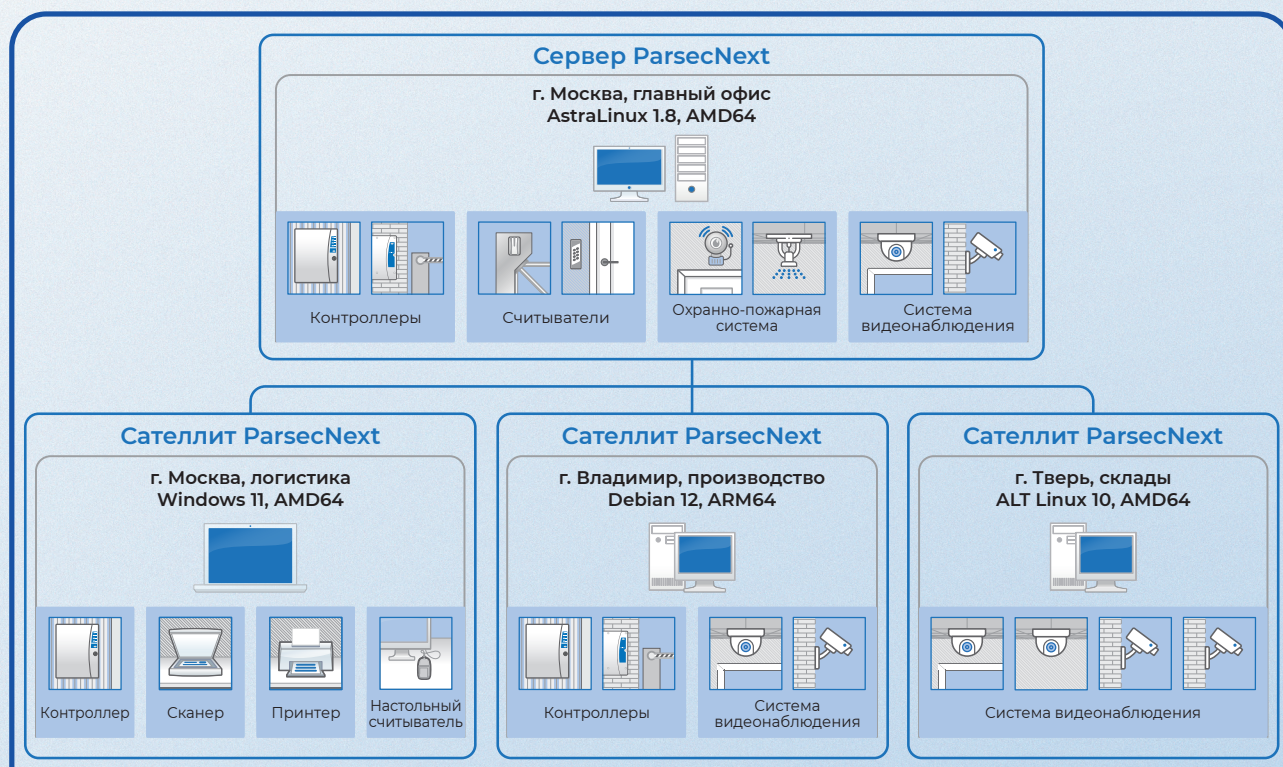 Сервер ParsecNext
г. Москва, главный офис
AstraLinux 1.8, AMD64
Контроллеры
Считыватели
Охранно-пожарная
система
Система
видеонаблюдения
Сателлит ParsecNext
г. Москва, логистика
Windows 11, AMD64
Контроллер
Сканер
Принтер
Настольный
считыватель
Сателлит ParsecNext
г. Владимир, производство
Debian 12, ARM64
Контроллеры
Система
видеонаблюдения
Сателлит ParsecNext
г. Тверь, склады
ALT Linux 10, AMD64
Система видеонаблюдения